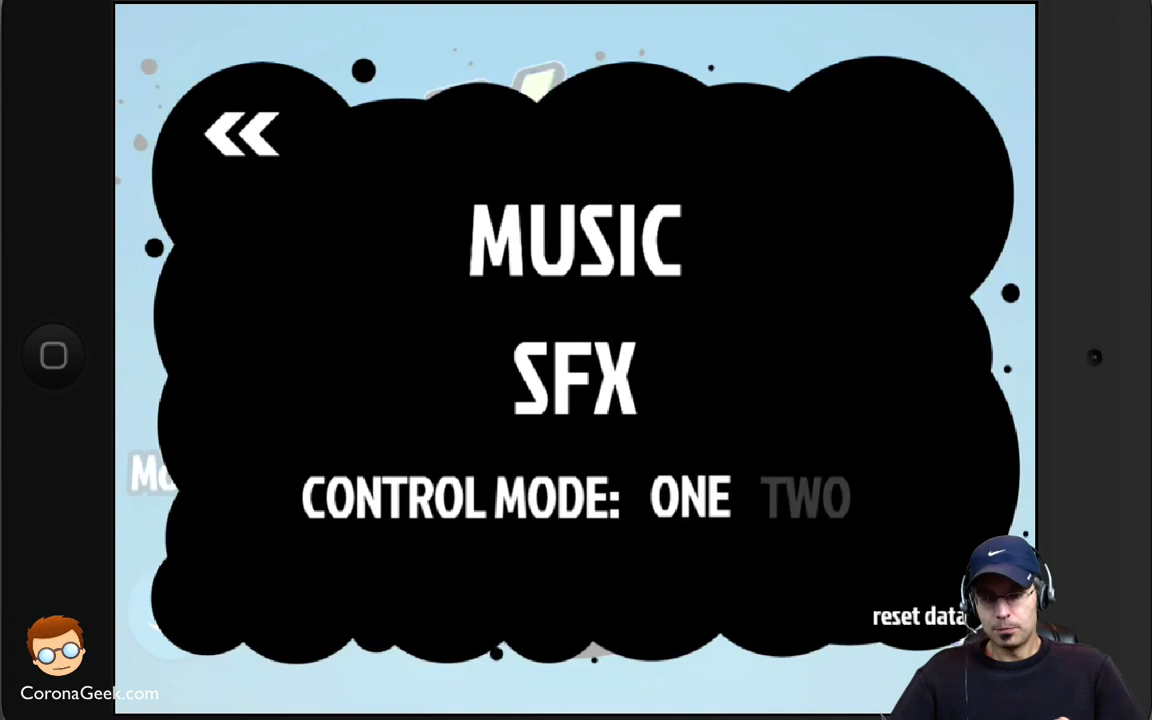 MUSIC
SFX
CONTROL MODE: ONE TWO
reset data
CoronaGeek.com